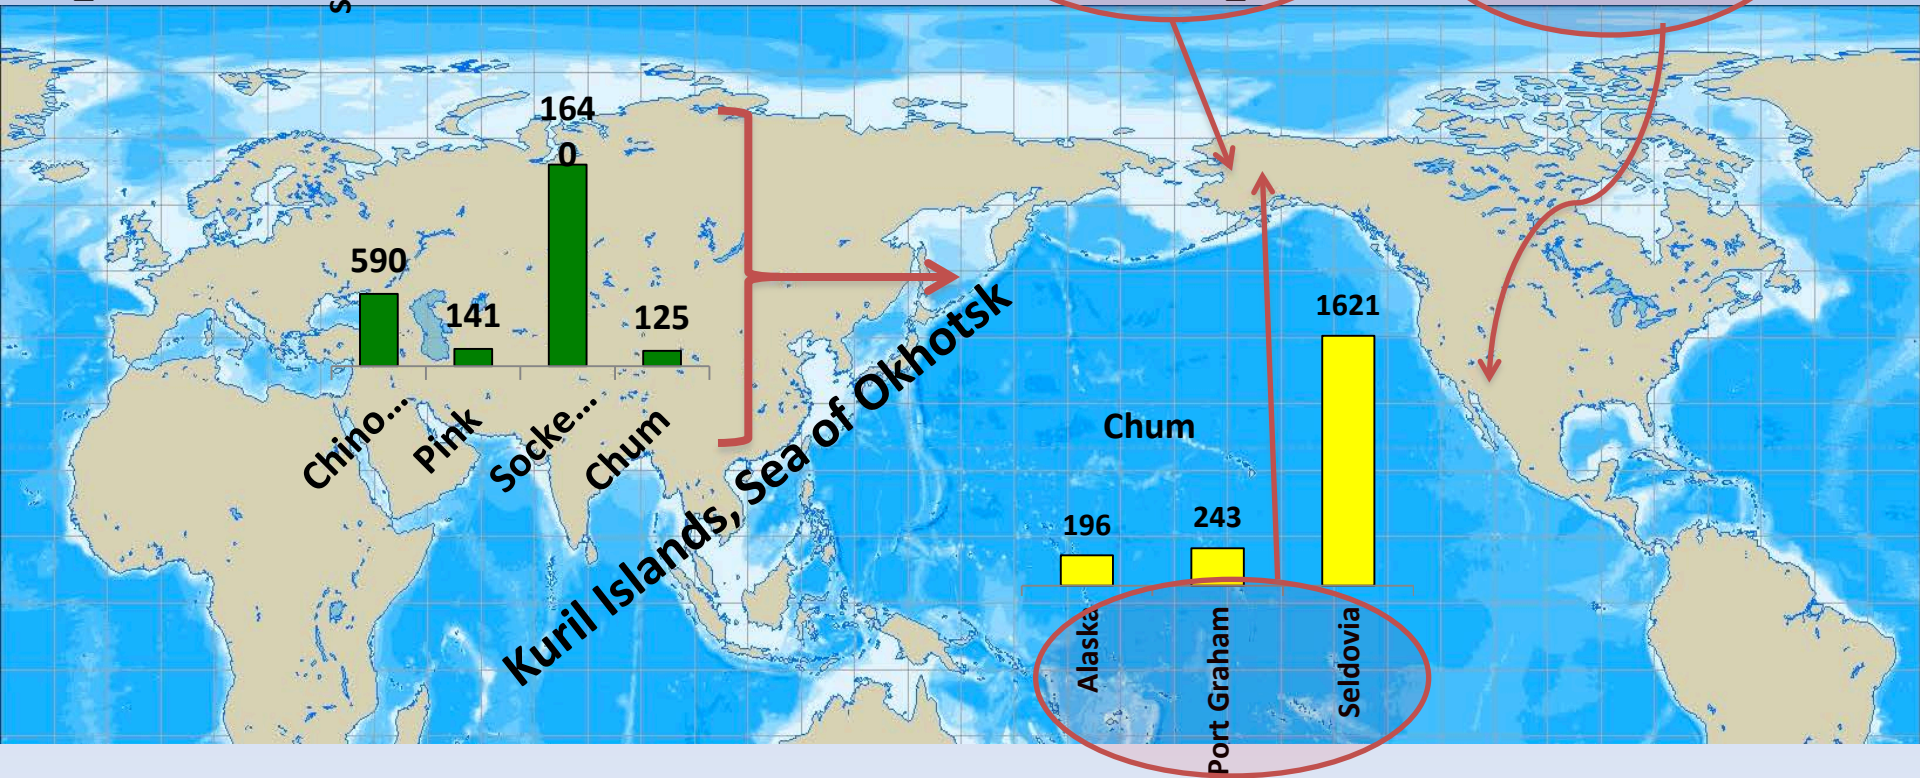 164
0
590
141
125
Chino...
Pink
Socke...
Chum
Kuril Islands, Sea of Okhotsk
1621
Chum
196
243
Alaska
Port Graham
Seldovia